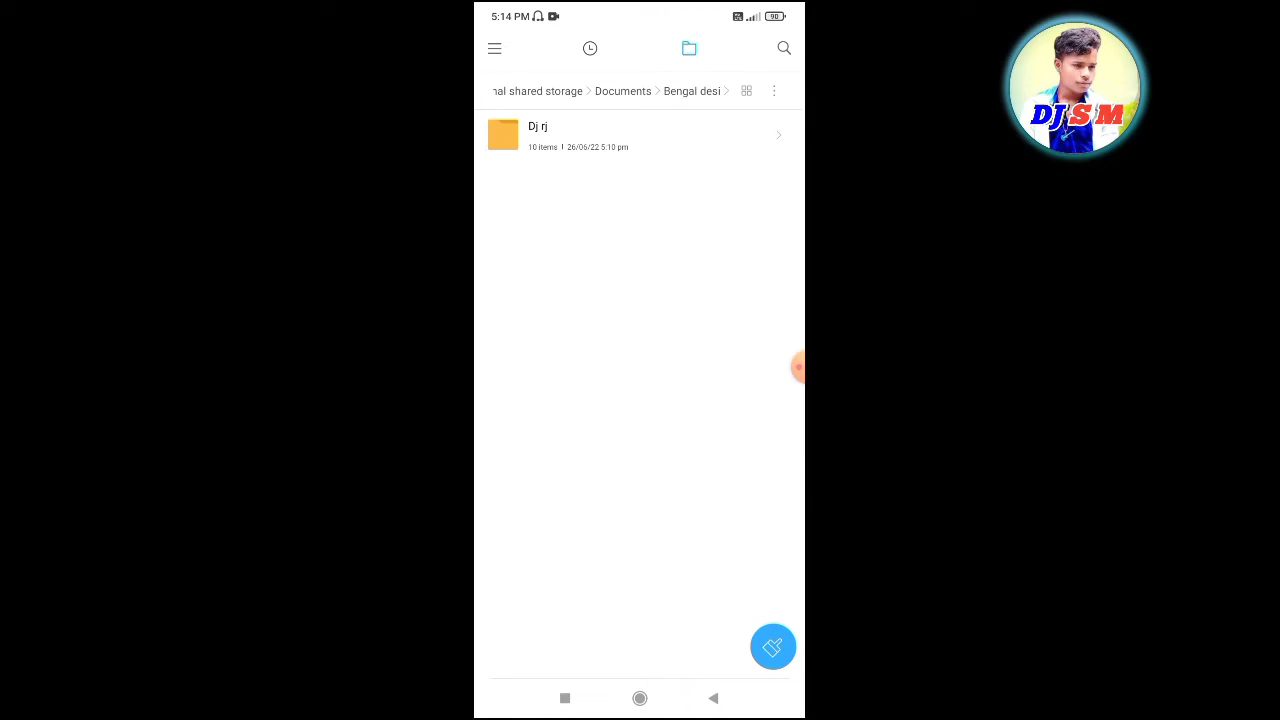 5:14 PM
90
nal shared storage > Documents > Bengal desi >
Dj rj
10 items | 26/06/22 5:10 pm
DJ S M